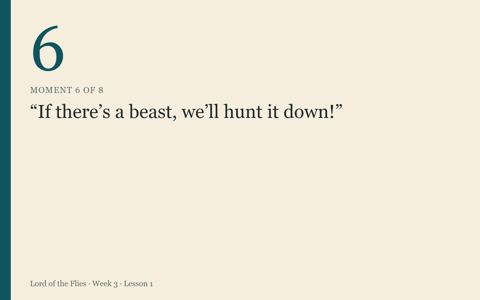 6
MOMENT 6 OF 8
“If there’s a beast, we’ll hunt it down!”
Lord of the Flies · Week 3 · Lesson 1